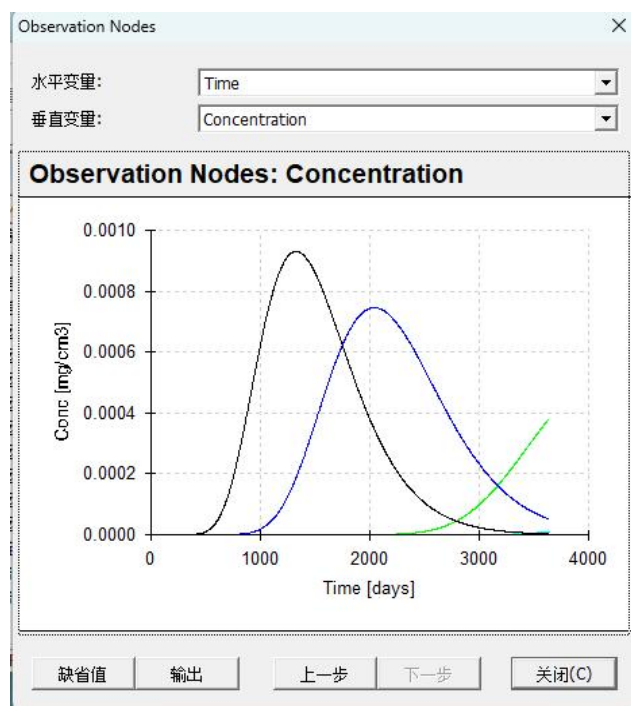 Observation Nodes
水平变量: Time
垂直变量: Concentration
Observation Nodes: Concentration
0.0010
0.0008
0.0006
0.0004
0.0002
0.0000
Conc [mg/cm3]
0 1000 2000 3000 4000
Time [days]
缺省值 输出 上一步 下一步 关闭(C)